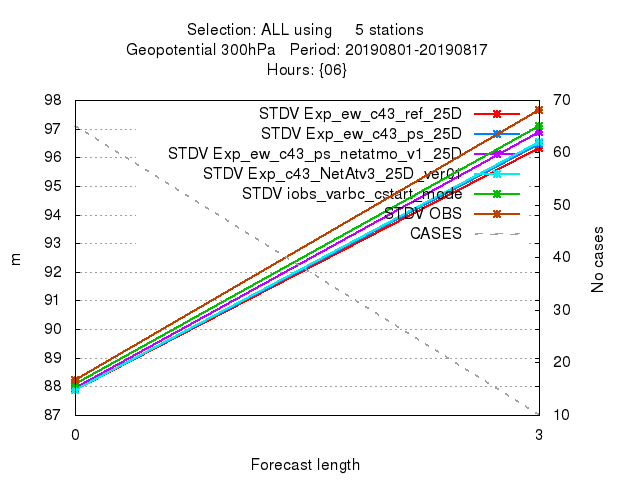 Selection: ALL using 5 stations
Geopotential 300hPa Period: 20190801-20190817
Hours: {06}
98
97
96
95
94
93
92
91
90
89
88
87
m
STDV Exp_ew_c43_ref_25D
STDV Exp_ew_c43_ps_25D
STDV Exp_ew_c43_ps_netatmo_v1_25D
STDV Exp_c43_NetAtv3_25D_ver01
STDV iobs_varbc_cstart_mode
STDV OBS
CASES
70
60
50
40
30
20
10
No cases
0 3
Forecast length